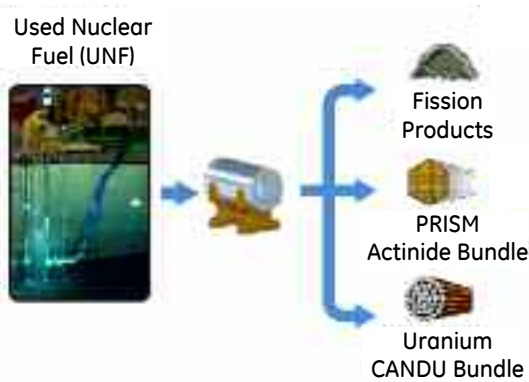 Used Nuclear
Fuel (UNF)
Fission
Products
PRISM
Actinide Bundle
Uranium
CANDU Bundle